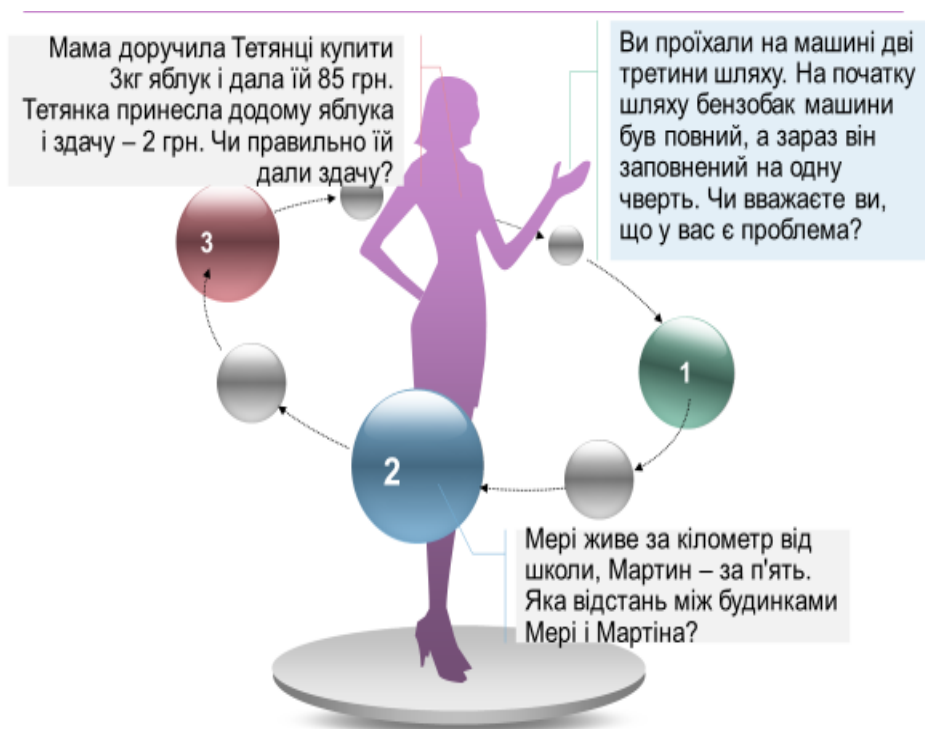 Мама доручила Тетянці купити
3кг яблук і дала їй 85 грн.
Тетянка принесла додому яблука
і здачу – 2 грн. Чи правильно їй
дали здачу?
Ви проїхали на машині дві
третини шляху. На початку
шляху бензобак машини
був повний, а зараз він
заповнений на одну
чверть. Чи вважаєте ви,
що у вас є проблема?
3
1
2
Мері живе за кілометр від
школи, Мартин – за п'ять.
Яка відстань між будинками
Мері і Мартіна?